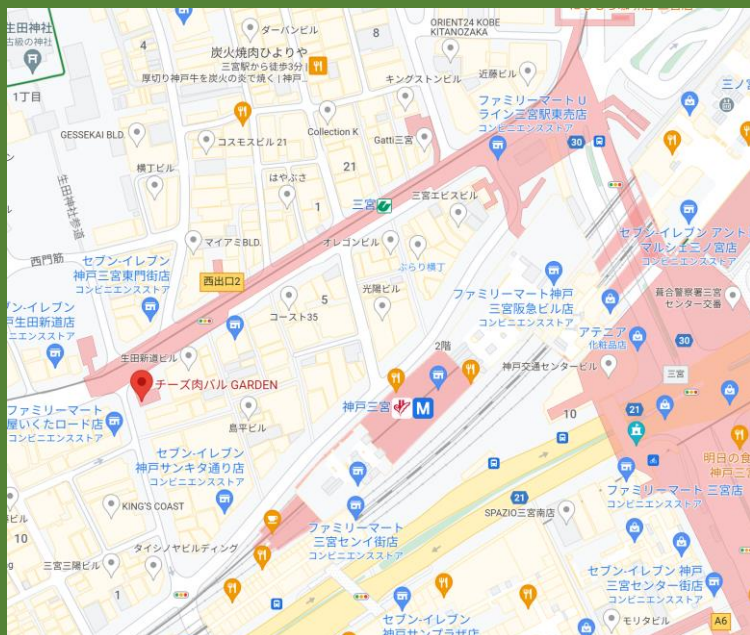 生田神社
古級の神社
1丁目
4
ダーバンビル
炭火焼肉ひよりや
三宮駅から徒歩3分 |
厚切り神戸牛を炭火の炎で焼く | 神戸...
8
ORIENT24 KOBE
KITANOZAKA
近藤ビル
キングストンビル
ファミリーマート U
ライン三宮駅東売店
コンビニエンスストア
三ノ宮
30
GESSEKAI BLD.
コスモスビル 21
Collection K
Gatti三宮
横丁ビル
21
はやぶさ
1
生田神社参道
三宮
三宮エビスビル
西門筋
マイアミBLD.
オレゴンビル
ぷらり横丁
セブン-イレブン アント
マルシェ三ノ宮店
コンビニエンスストア
セブン-イレブン
神戸三宮東門街店
コンビニエンスストア
西出口2
光陽ビル
ファミリーマート神戸
三宮阪急ビル店
コンビニエンスストア
葺合警察署三宮
センター交番
ブン-イレブン
戸生田新道店
ニエンスストア
コースト35
5
アテニア
化粧品店
30
生田新道ビル
2階
神戸交通センタービル
三宮
チーズ肉バル GARDEN
神戸三宮
M
10
21
ファミリーマート
屋いくたロード店
コンビニエンスストア
島平ビル
明日の食
神戸三宮
セブン-イレブン
神戸サンキタ通り店
コンビニエンスストア
ファミリーマート 三宮店
コンビニエンスストア
KING'S COAST
21
SPAZIO三宮南店
ビル
10
ファミリーマート
三宮センイ街店
コンビニエンスストア
タイシノヤビルディング
三宮三陽ビル
セブン-イレブン 神戸
三宮センター街店
コンビニエンスストア
1
セブン-イレブン
神戸サンプラザ店
モリタビル
A6